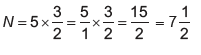 N = 5 × 3/2 = 5/1 × 3/2 = 15/2 = 7 1/2